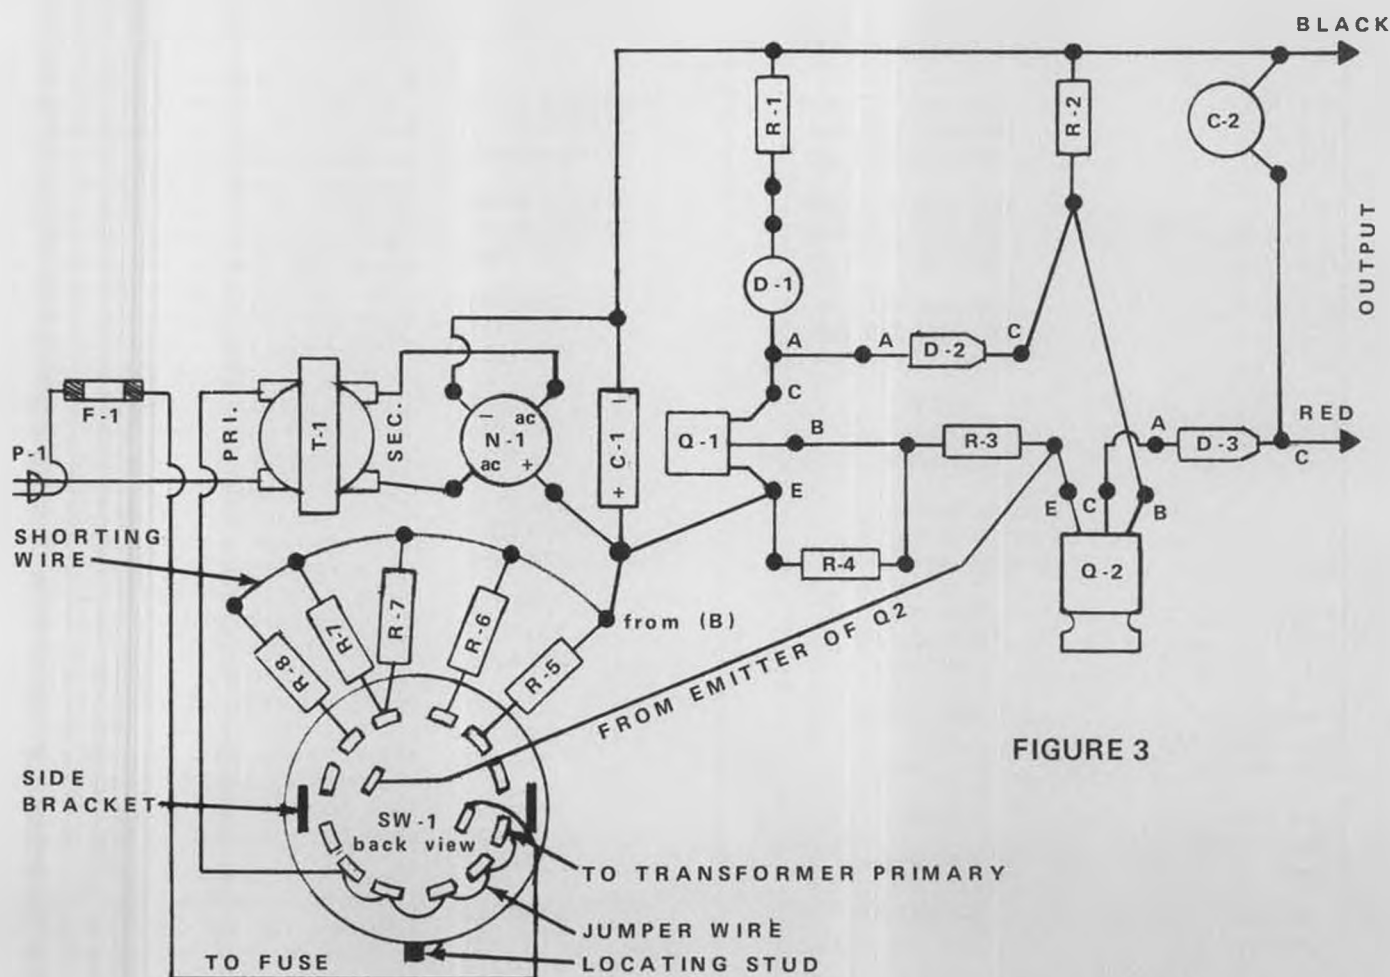 BLACK
R-1
R-2
C-2
OUTPUT
D-1
A
A
D-2
C
C
F-1
PRI.
T-1
SEC.
- ac
N-1
ac +
-
C-1
+
Q-1
B
R-3
A
D-3
RED
C
P-1
E
E
C
B
SHORTING
WIRE
R-4
Q-2
R-8
R-7
R-7
R-6
R-5
from (B)
FROM EMITTER OF Q2
FIGURE 3
SIDE
BRACKET
SW-1
back view
TO TRANSFORMER PRIMARY
JUMPER WIRE
TO FUSE
LOCATING STUD